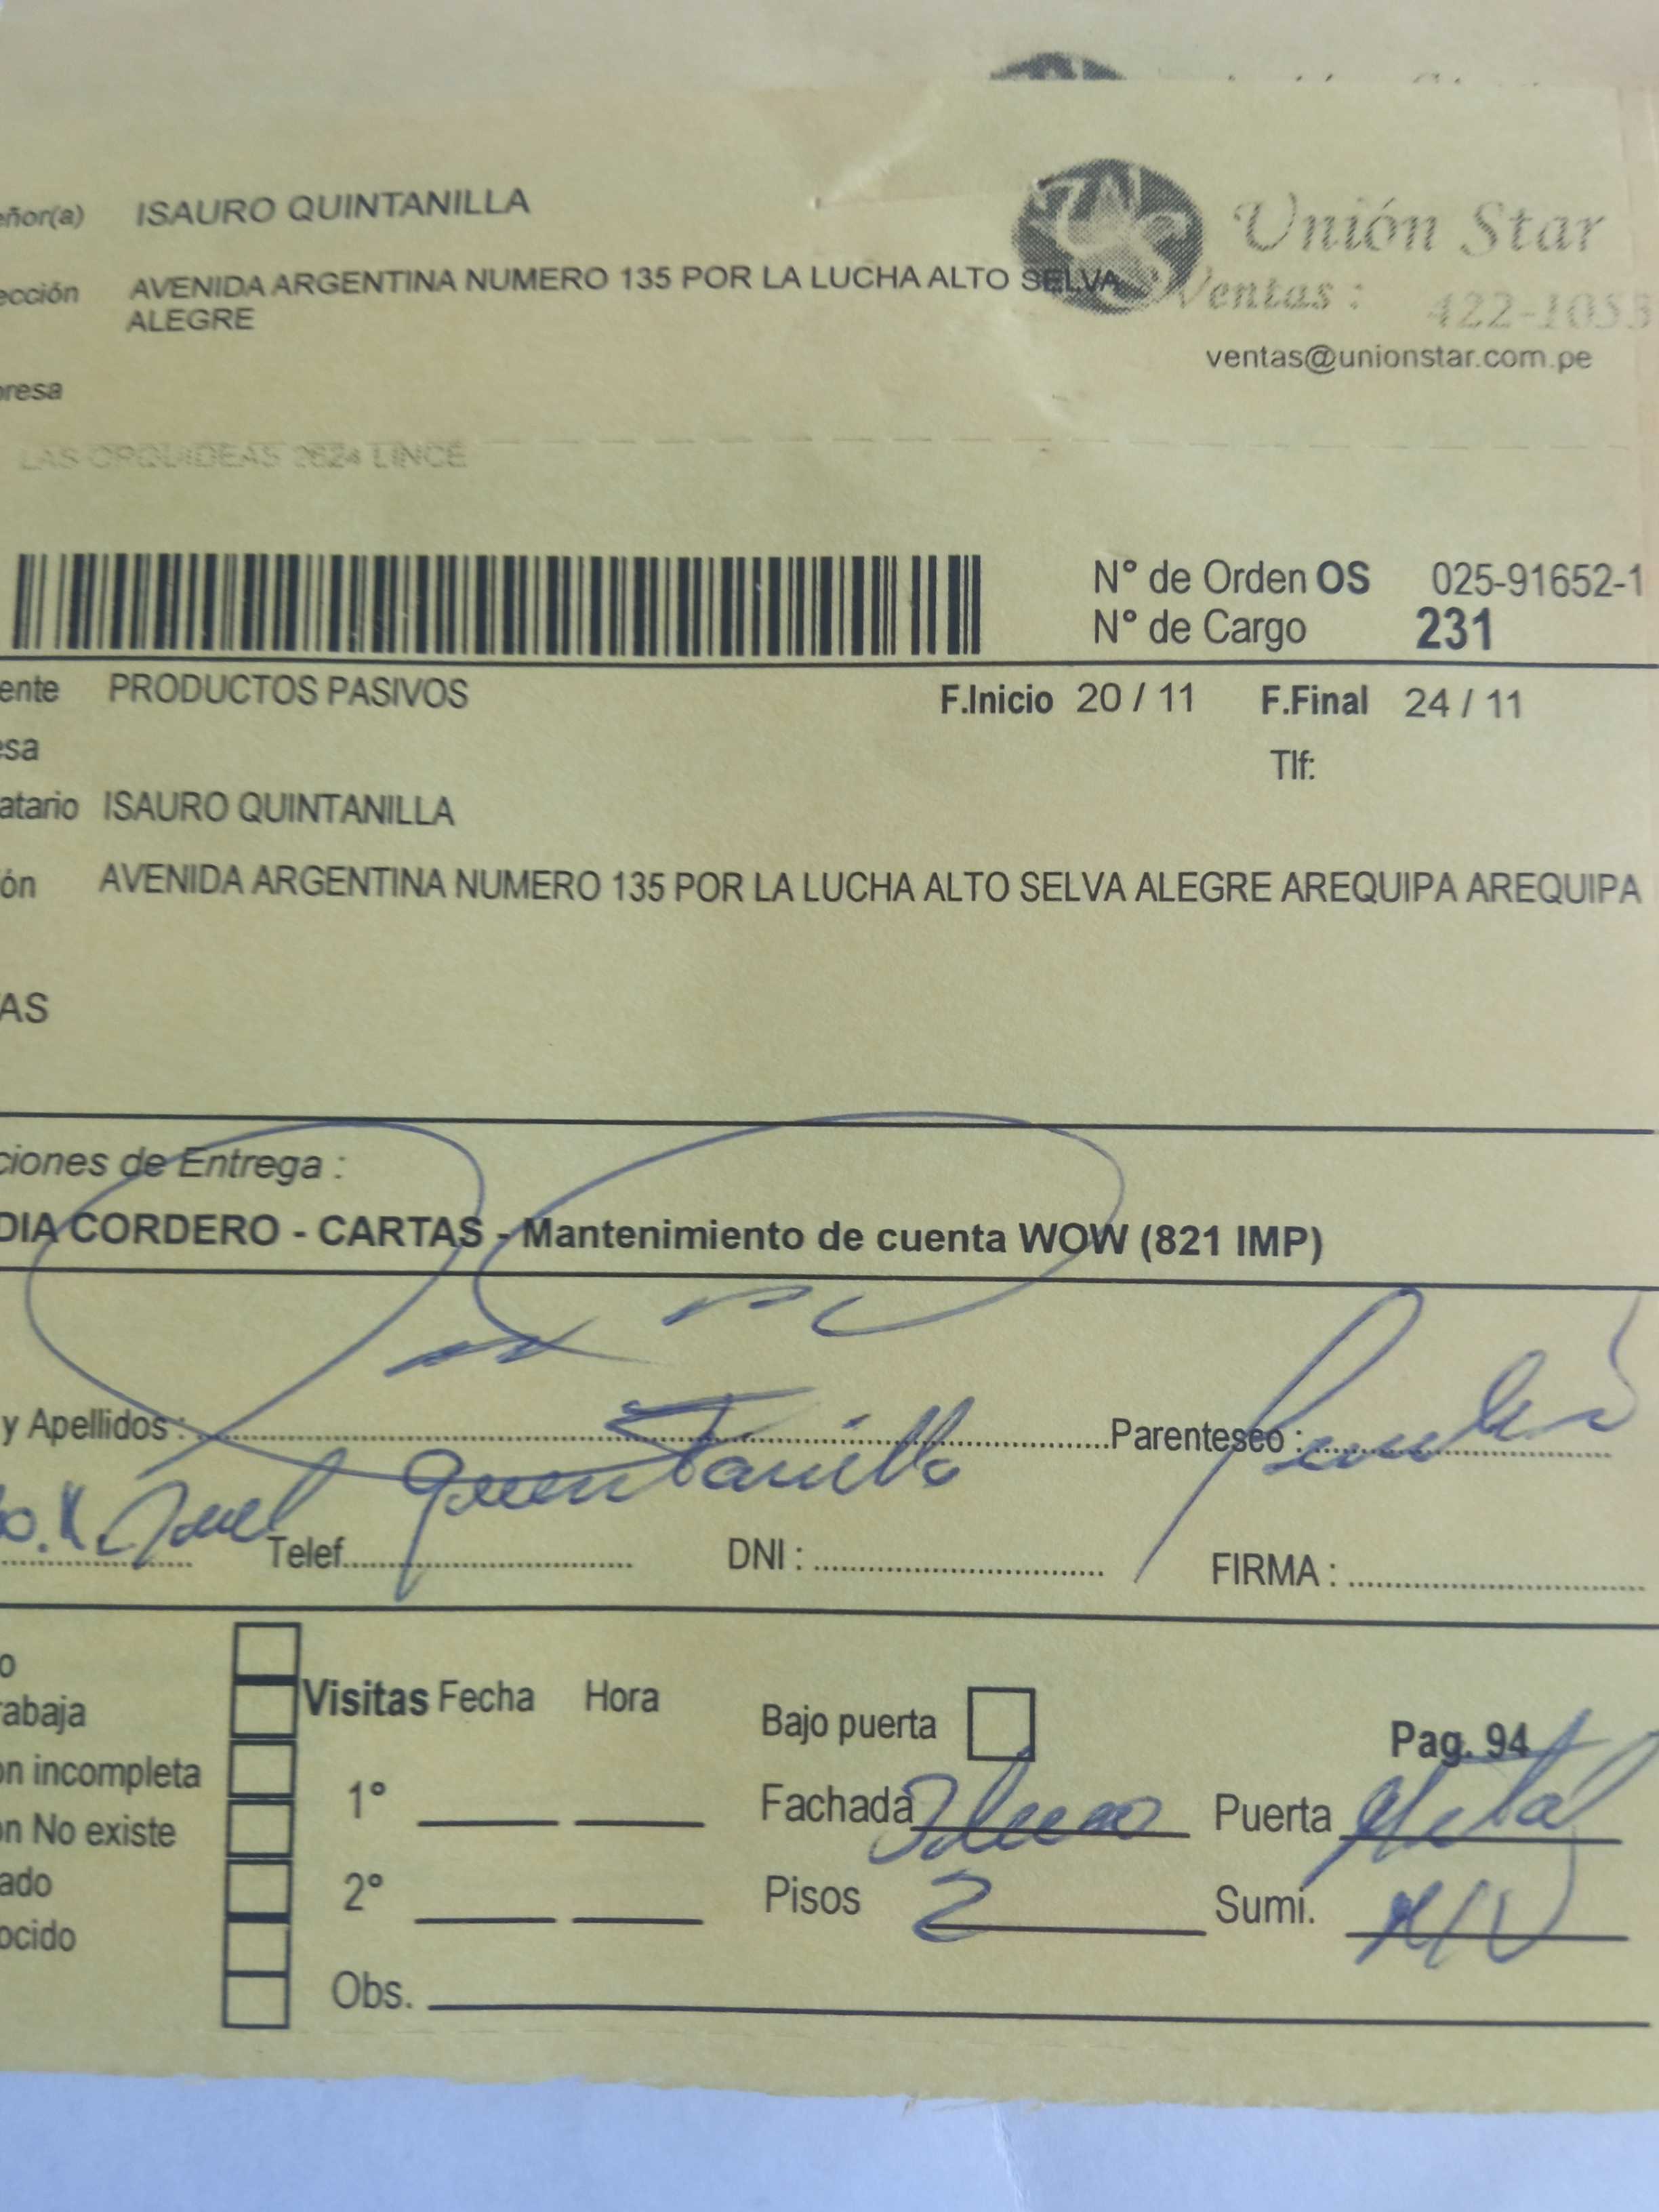 eñor(a) ISAURO QUINTANILLA
ección AVENIDA ARGENTINA NUMERO 135 POR LA LUCHA ALTO SELVA
ALEGRE
presa
Unión Star
Ventas : 422-1053
ventas@unionstar.com.pe
LAS ORQUIDEAS 2624 LINCE
N° de Orden OS 025-91652-1
N° de Cargo 231
ente PRODUCTOS PASIVOS F.Inicio 20 / 11 F.Final 24 / 11
esa Tlf:
atario ISAURO QUINTANILLA
ón AVENIDA ARGENTINA NUMERO 135 POR LA LUCHA ALTO SELVA ALEGRE AREQUIPA AREQUIPA
AS
ciones de Entrega :
DIA CORDERO - CARTAS - Mantenimiento de cuenta WOW (821 IMP)
y Apellidos : Parentesco :
Quintanilla
Telef. DNI : FIRMA :
o
rabaja Visitas Fecha Hora Bajo puerta Pag. 94
on incompleta 1° Fachada Puerta Metal
on No existe
ado 2° Pisos 2 Sumi.
ocido
Obs.